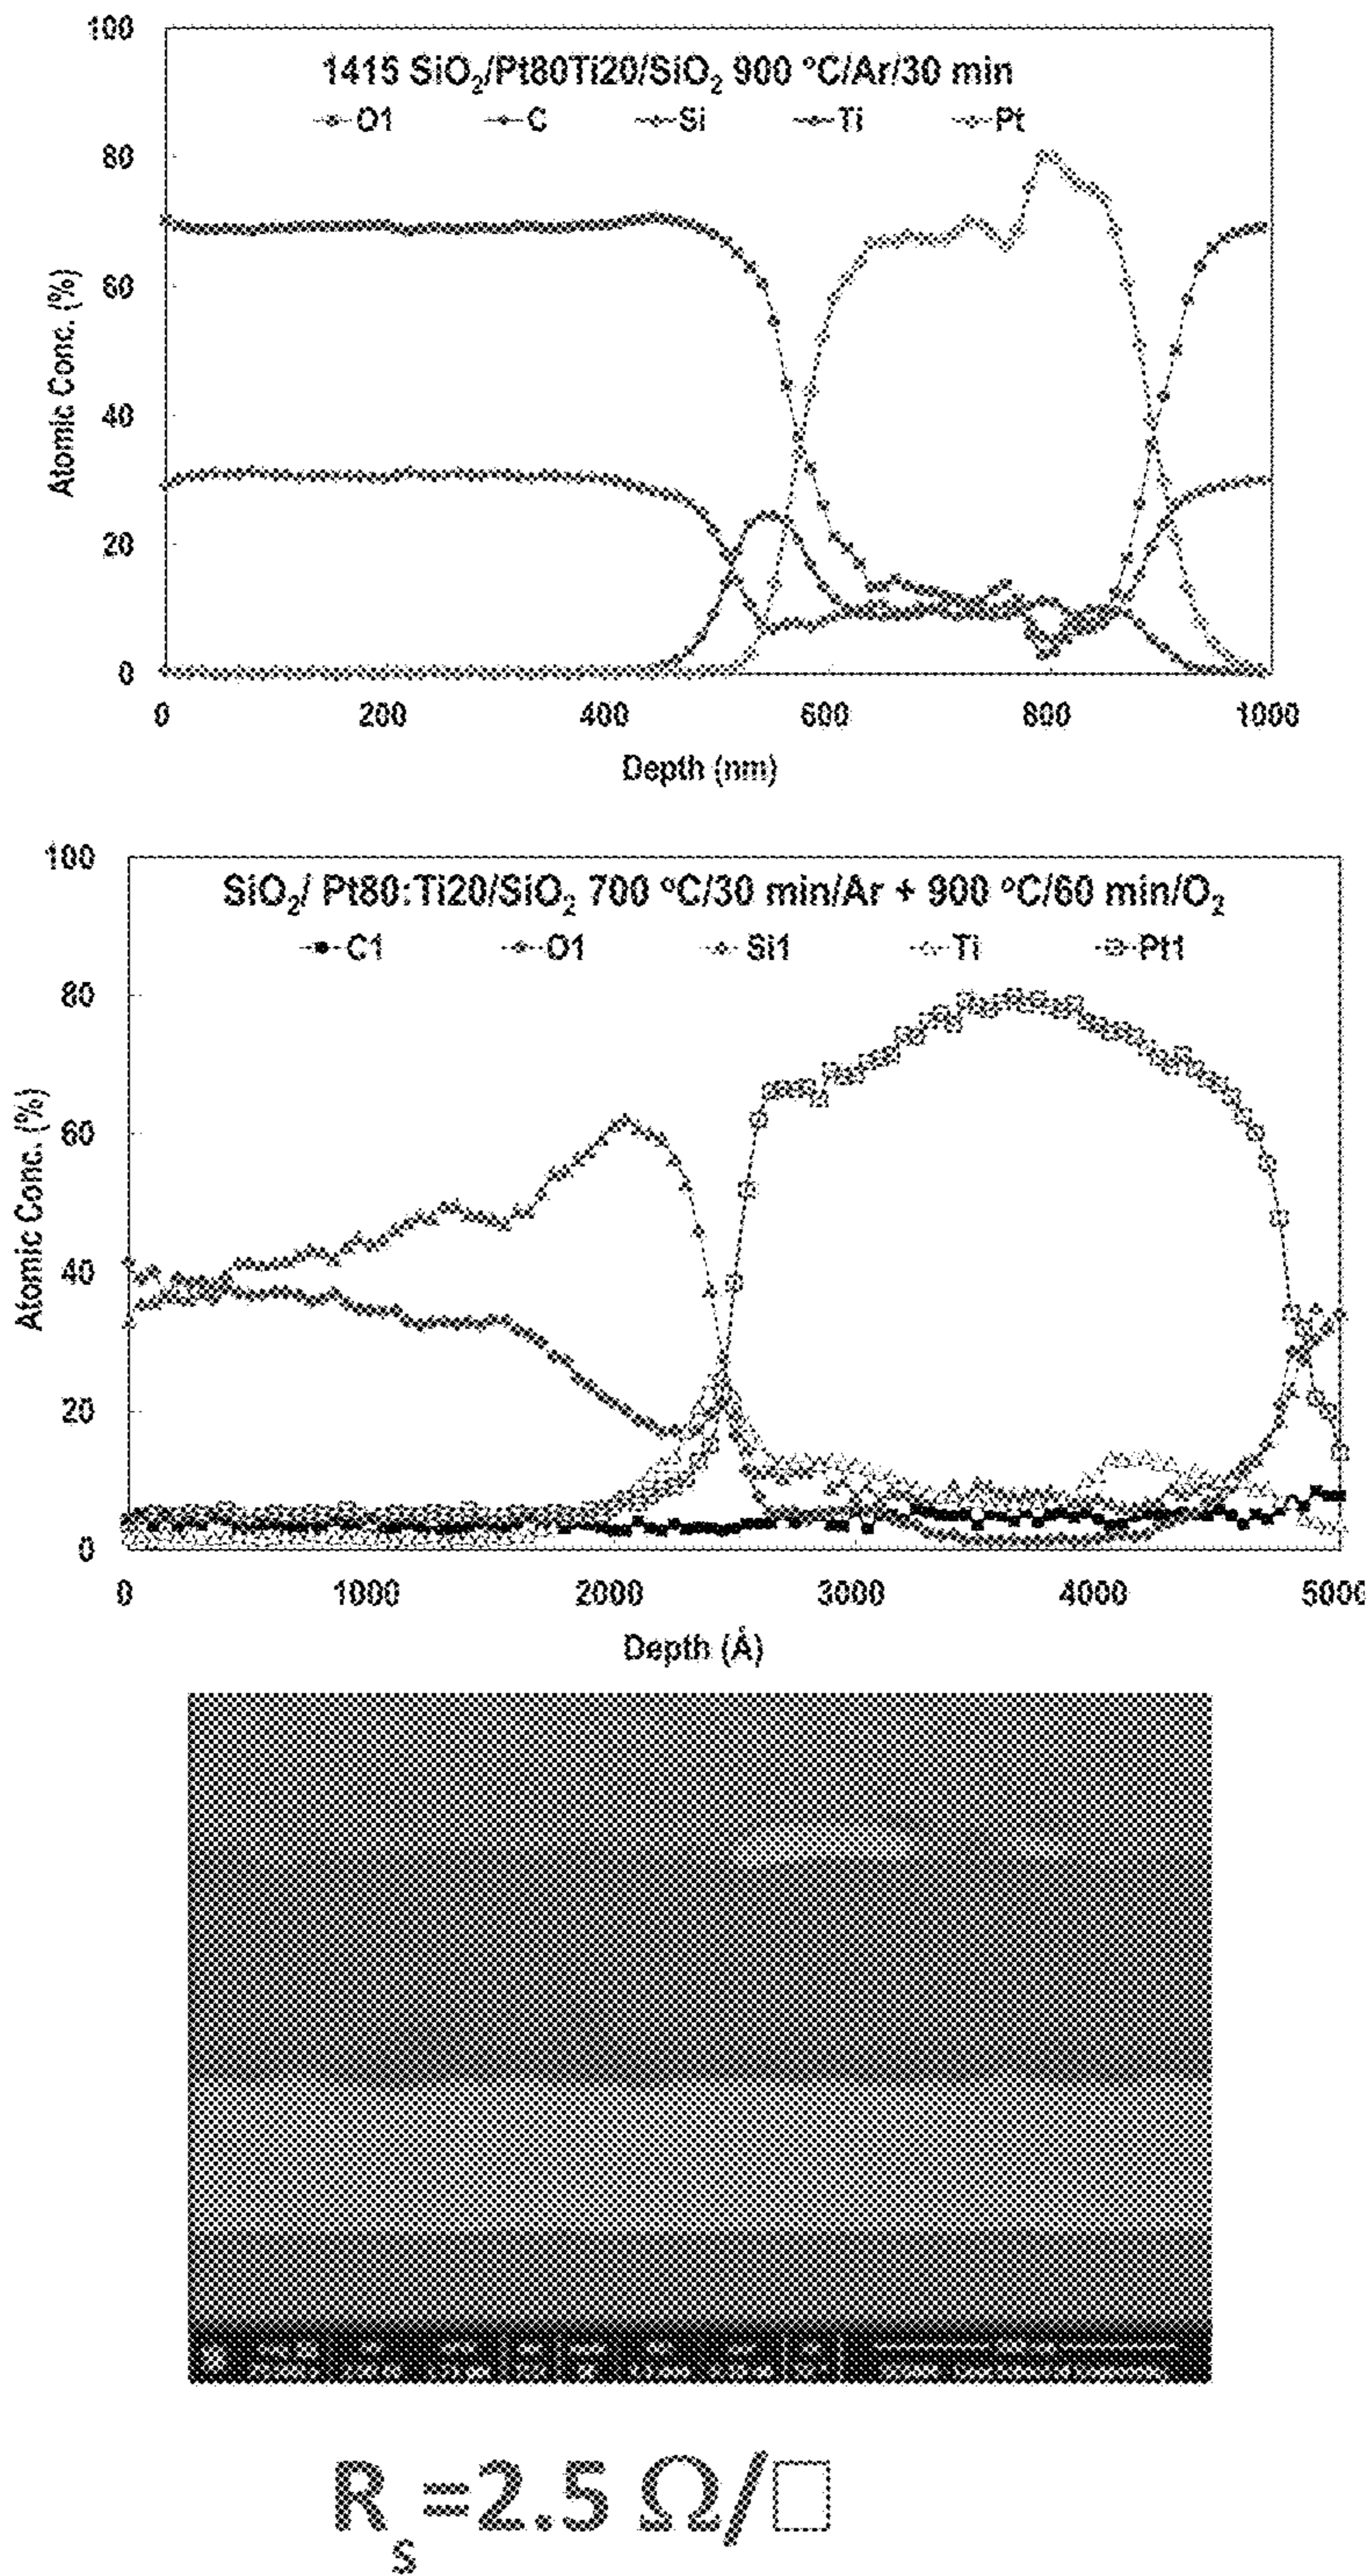 1415 SiO₂/Pt80Ti20/SiO₂ 900 °C/Ar/30 min
O1 C Si Ti Pt
100
80
60
40
20
0
Atomic Conc. (%)
0 200 400 600 800 1000
Depth (nm)
SiO₂/ Pt80:Ti20/SiO₂ 700 °C/30 min/Ar + 900 °C/60 min/O₂
C1 O1 Si1 Ti Pt1
100
80
60
40
20
0
Atomic Conc. (%)
0 1000 2000 3000 4000 5000
Depth (Å)
Rₛ=2.5 Ω/□